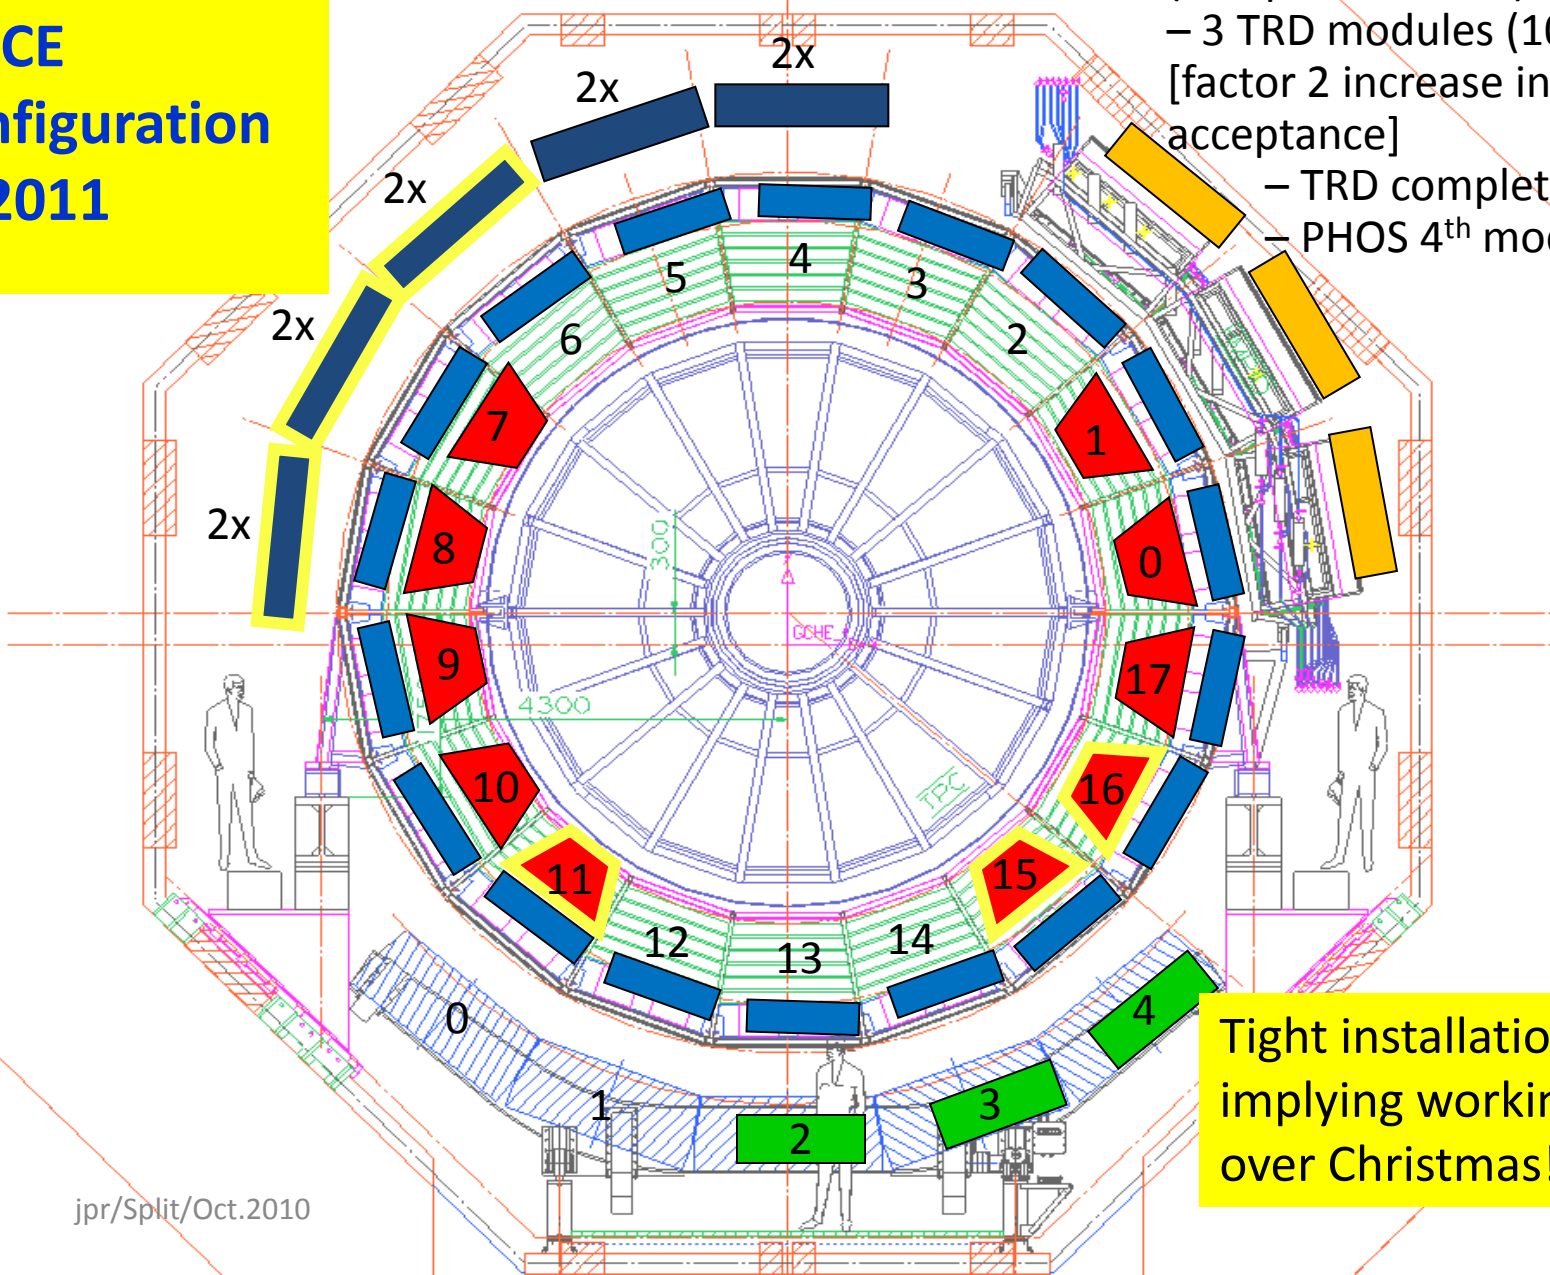 CE
nfiguration
2011
– 3 TRD modules (10
[factor 2 increase in
acceptance]
– TRD complet
– PHOS 4th mod
2x
2x
2x
2x
2x
5
4
3
6
2
7
1
8
0
9
17
10
16
11
15
12
13
14
300
4300
TPC
0
1
2
3
4
Tight installatio
implying workin
over Christmas!
jpr/Split/Oct.2010